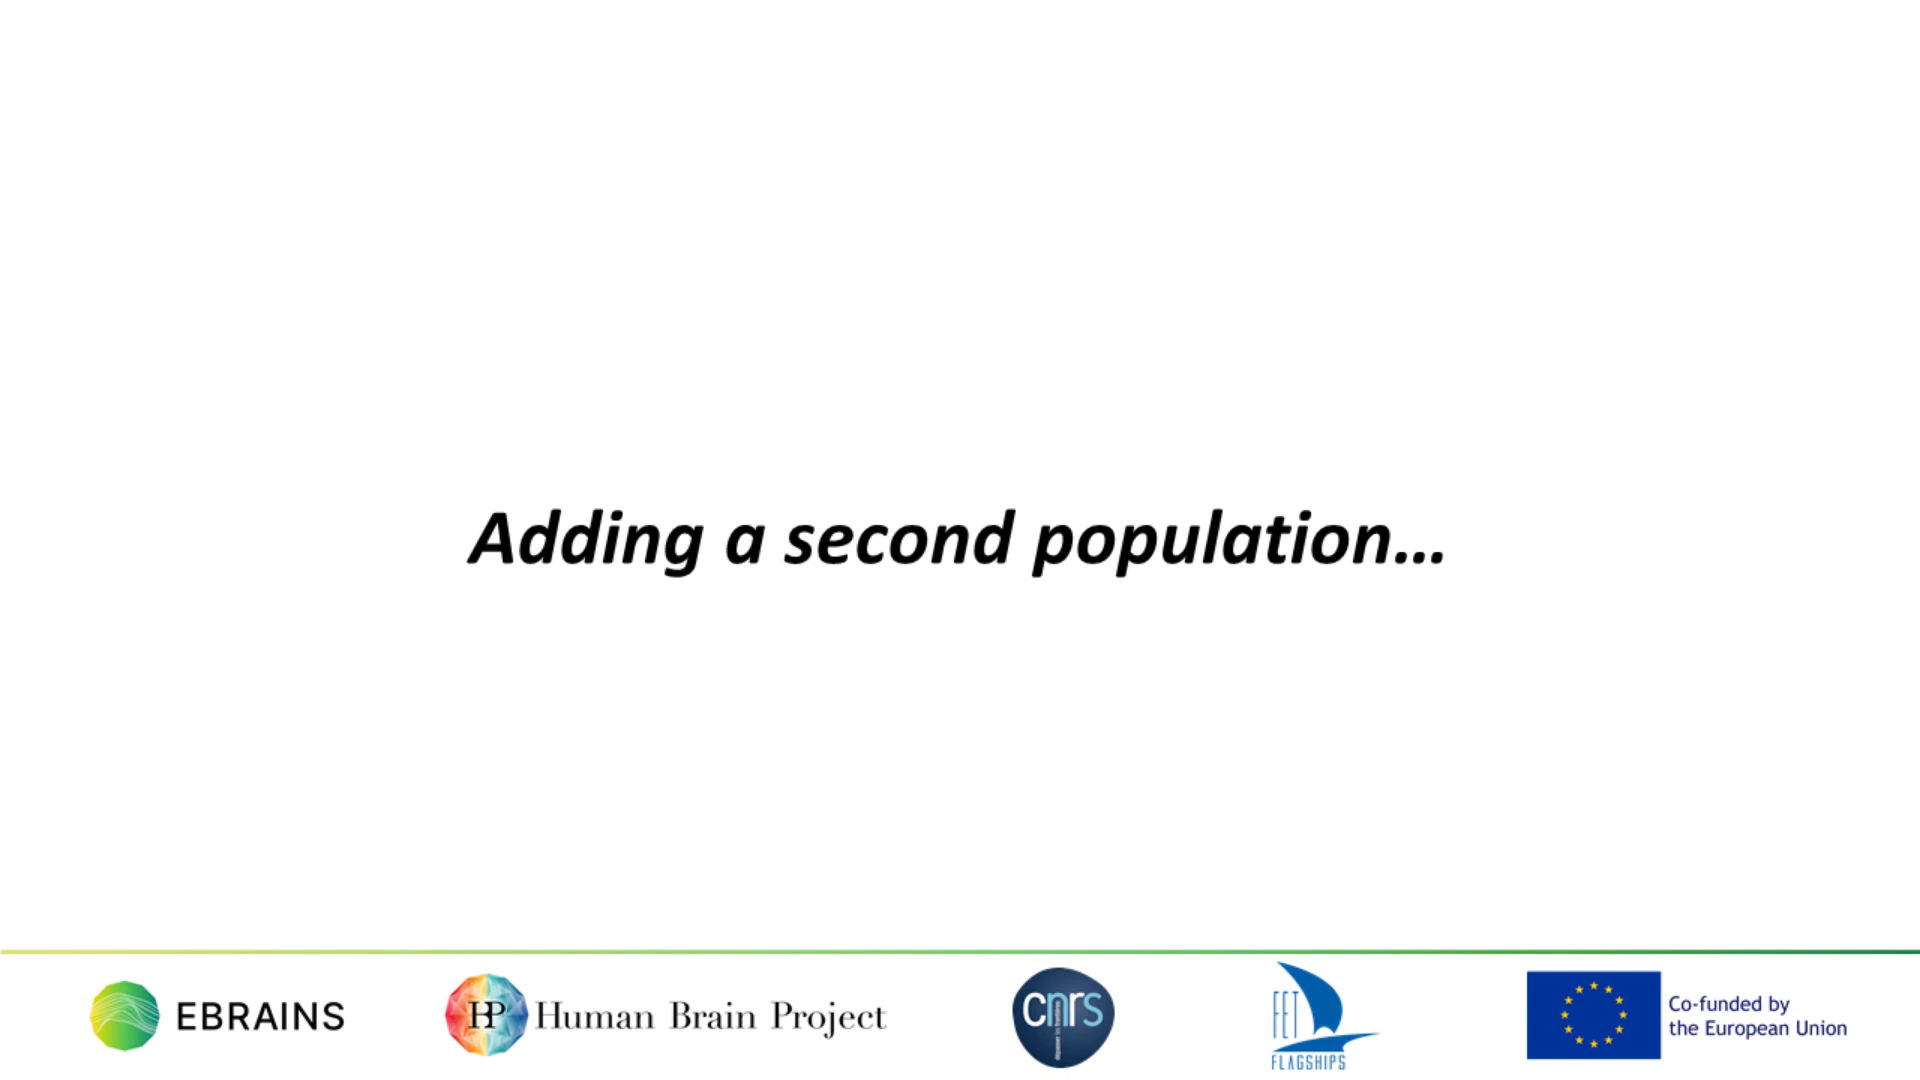 Adding a second population...
EBRAINS
HP Human Brain Project
cnrs
FET
FLAGSHIPS
Co-funded by
the European Union